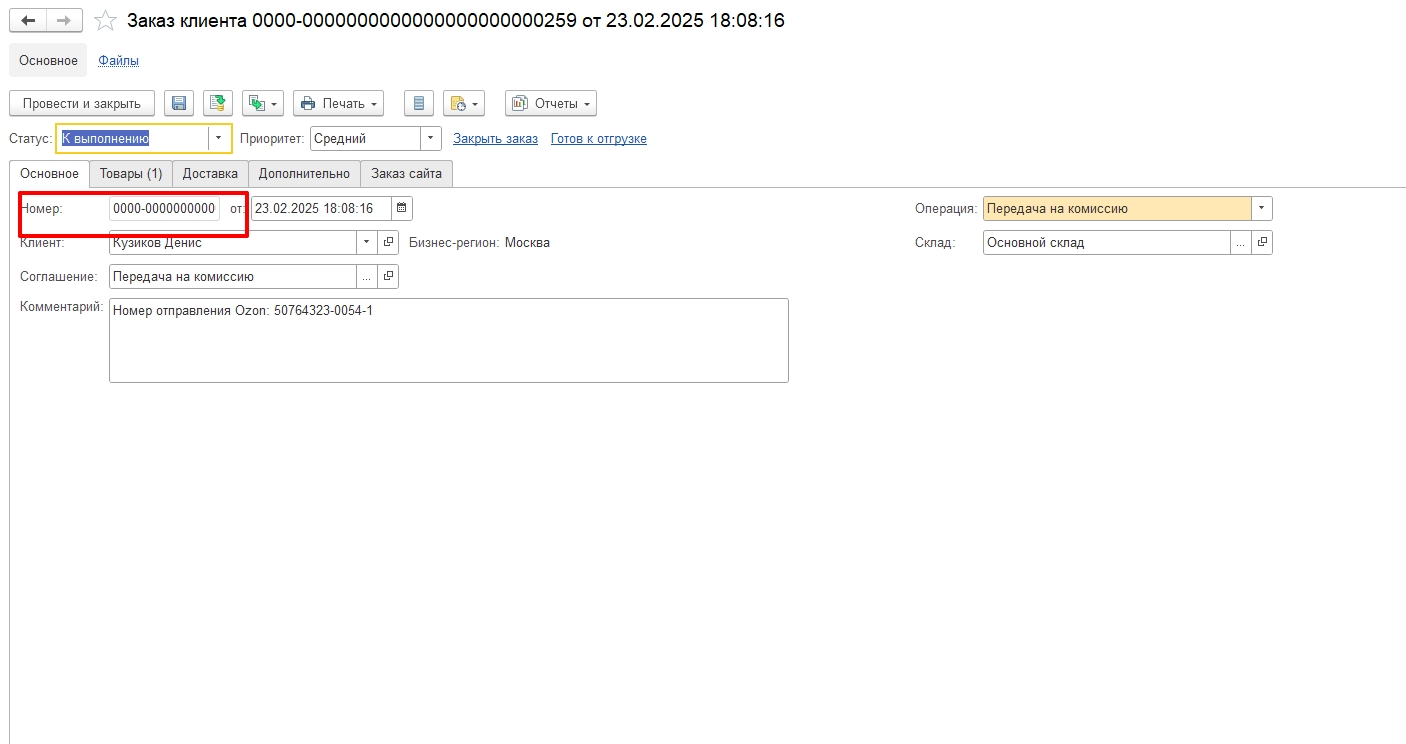 Заказ клиента 0000-0000000000000000000000259 от 23.02.2025 18:08:16
Основное Файлы
Провести и закрыть Печать Отчеты
Статус: К выполнению Приоритет: Средний Закрыть заказ Готов к отгрузке
Основное Товары (1) Доставка Дополнительно Заказ сайта
Номер: 0000-0000000000 от: 23.02.2025 18:08:16 Операция: Передача на комиссию
Клиент: Кузиков Денис Бизнес-регион: Москва Склад: Основной склад ...
Соглашение: Передача на комиссию ...
Комментарий: Номер отправления Ozon: 50764323-0054-1